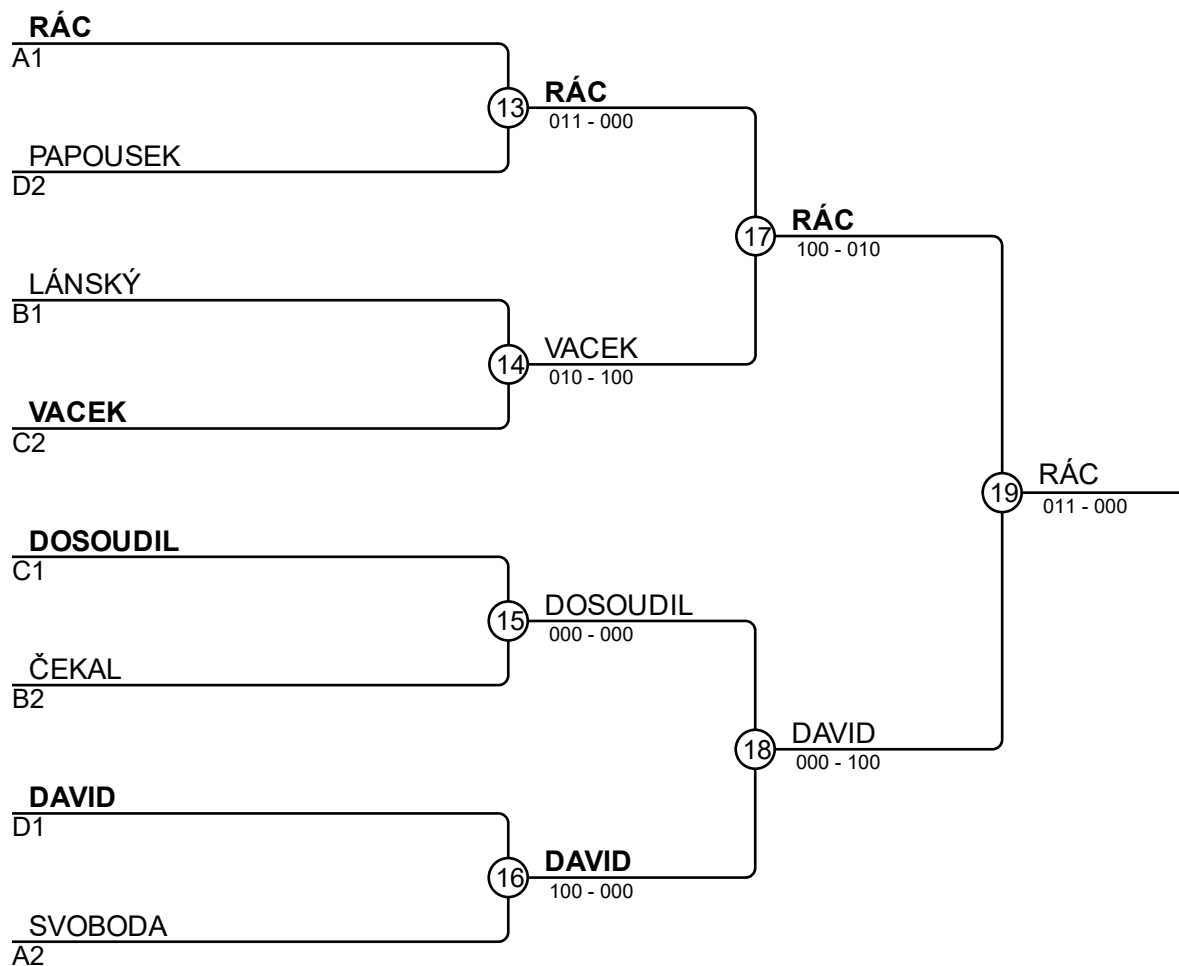 RÁC
A1
13
RÁC
011 - 000
PAPOUSEK
D2
17
RÁC
100 - 010
LÁNSKÝ
B1
14
VACEK
010 - 100
VACEK
C2
19
RÁC
011 - 000
DOSOUDIL
C1
15
DOSOUDIL
000 - 000
ČEKAL
B2
18
DAVID
000 - 100
DAVID
D1
16
DAVID
100 - 000
SVOBODA
A2